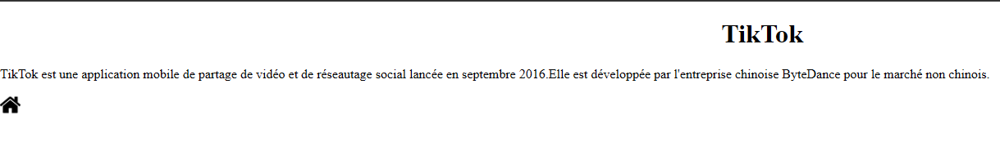 TikTok
TikTok est une application mobile de partage de vidéo et de réseautage social lancée en septembre 2016.Elle est développée par l'entreprise chinoise ByteDance pour le marché non chinois.